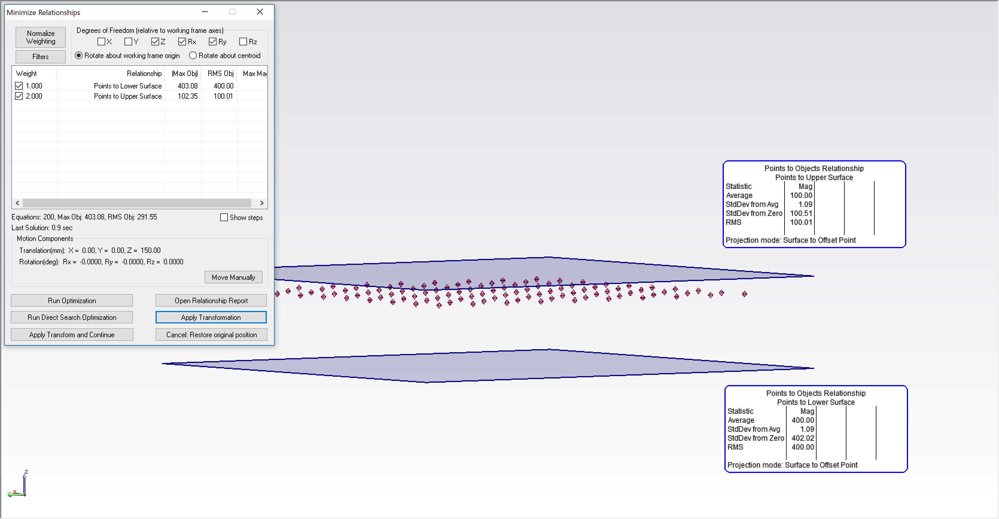 Minimize Relationships
Normalize
Weighting
Filters
Degrees of Freedom (relative to working frame axes)
X Y Z Rx Ry Rz
Rotate about working frame origin Rotate about centroid
Weight Relationship |Max Obj| RMS Obj Max Mag
1.000 Points to Lower Surface 403.08 400.00
2.000 Points to Upper Surface 102.35 100.01
Equations: 200, Max Obj: 403.08, RMS Obj: 291.55
Show steps
Last Solution: 0.9 sec
Motion Components
Translation(mm): X = 0.00, Y = 0.00, Z = 150.00
Rotation(deg): Rx = -0.0000, Ry = -0.0000, Rz = 0.0000
Move Manually
Run Optimization
Open Relationship Report
Run Direct Search Optimization
Apply Transformation
Apply Transform and Continue
Cancel: Restore original position
Points to Objects Relationship
Points to Upper Surface
Statistic Mag
Average 100.00
StdDev from Avg 1.09
StdDev from Zero 100.51
RMS 100.01
Projection mode: Surface to Offset Point
Points to Objects Relationship
Points to Lower Surface
Statistic Mag
Average 400.00
StdDev from Avg 1.09
StdDev from Zero 402.02
RMS 400.00
Projection mode: Surface to Offset Point
Z
Y X